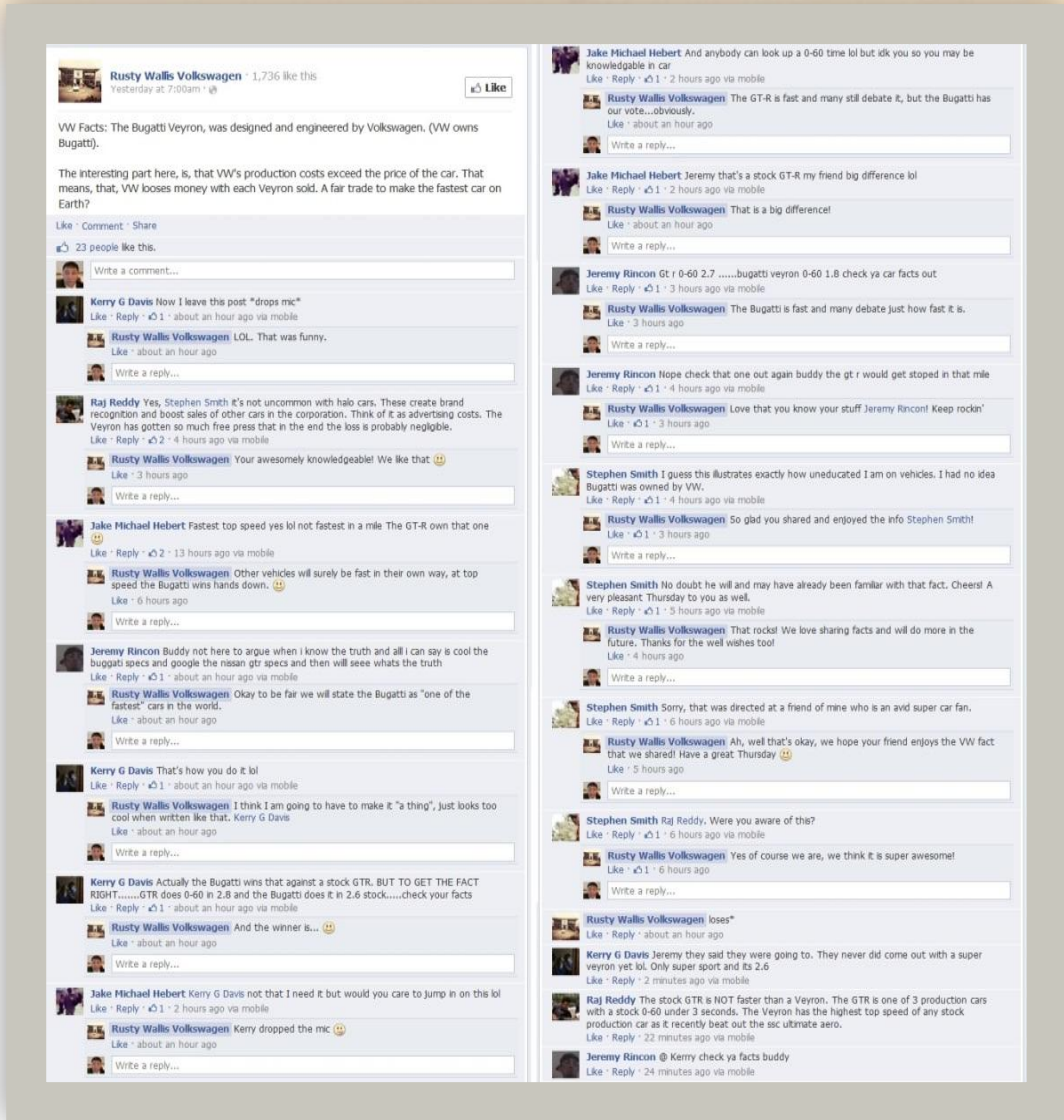 Rusty Wallis Volkswagen · 1,736 like this
Yesterday at 7:00am ·
Like
VW Facts: The Bugatti Veyron, was designed and engineered by Volkswagen. (VW owns
Bugatti).
The interesting part here, is, that VW's production costs exceed the price of the car. That
means, that, VW looses money with each Veyron sold. A fair trade to make the fastest car on
Earth?
Like · Comment · Share
23 people like this.
Write a comment...
Kerry G Davis Now I leave this post *drops mic*
Like · Reply · 1 · about an hour ago via mobile
Rusty Wallis Volkswagen LOL. That was funny.
Like · about an hour ago
Write a reply...
Raj Reddy Yes, Stephen Smith it's not uncommon with halo cars. These create brand
recognition and boost sales of other cars in the corporation. Think of it as advertising costs. The
Veyron has gotten so much free press that in the end the loss is probably negligible.
Like · Reply · 2 · 4 hours ago via mobile
Rusty Wallis Volkswagen Your awesomely knowledgeable! We like that
Like · 3 hours ago
Write a reply...
Jake Michael Hebert Fastest top speed yes lol not fastest in a mile The GT-R own that one
Like · Reply · 2 · 13 hours ago via mobile
Rusty Wallis Volkswagen Other vehicles will surely be fast in their own way, at top
speed the Bugatti wins hands down.
Like · 6 hours ago
Write a reply...
Jeremy Rincon Buddy not here to argue when i know the truth and all i can say is cool the
buggati specs and google the nissan gtr specs and then will seee whats the truth
Like · Reply · 1 · about an hour ago via mobile
Rusty Wallis Volkswagen Okay to be fair we will state the Bugatti as "one of the
fastest" cars in the world.
Like · about an hour ago
Write a reply...
Kerry G Davis That's how you do it lol
Like · Reply · 1 · about an hour ago via mobile
Rusty Wallis Volkswagen I think I am going to have to make it "a thing", just looks too
cool when written like that. Kerry G Davis
Like · about an hour ago
Write a reply...
Kerry G Davis Actually the Bugatti wins that against a stock GTR. BUT TO GET THE FACT
RIGHT.......GTR does 0-60 in 2.8 and the Bugatti does it in 2.6 stock.....check your facts
Like · Reply · 1 · about an hour ago via mobile
Rusty Wallis Volkswagen And the winner is...
Like · about an hour ago
Write a reply...
Jake Michael Hebert Kerry G Davis not that I need it but would you care to jump in on this lol
Like · Reply · 1 · 2 hours ago via mobile
Rusty Wallis Volkswagen Kerry dropped the mic
Like · about an hour ago
Write a reply...
Jake Michael Hebert And anybody can look up a 0-60 time lol but idk you so you may be
knowledgable in car
Like · Reply · 1 · 2 hours ago via mobile
Rusty Wallis Volkswagen The GT-R is fast and many still debate it, but the Bugatti has
our vote...obviously.
Like · about an hour ago
Write a reply...
Jake Michael Hebert Jeremy that's a stock GT-R my friend big difference lol
Like · Reply · 1 · 2 hours ago via mobile
Rusty Wallis Volkswagen That is a big difference!
Like · about an hour ago
Write a reply...
Jeremy Rincon Gt r 0-60 2.7 ......bugatti veyron 0-60 1.8 check ya car facts out
Like · Reply · 1 · 3 hours ago via mobile
Rusty Wallis Volkswagen The Bugatti is fast and many debate just how fast it is.
Like · 3 hours ago
Write a reply...
Jeremy Rincon Nope check that one out again buddy the gt r would get stoped in that mile
Like · Reply · 1 · 4 hours ago via mobile
Rusty Wallis Volkswagen Love that you know your stuff Jeremy Rincon! Keep rockin'
Like · 1 · 3 hours ago
Write a reply...
Stephen Smith I guess this illustrates exactly how uneducated I am on vehicles. I had no idea
Bugatti was owned by VW.
Like · Reply · 1 · 4 hours ago via mobile
Rusty Wallis Volkswagen So glad you shared and enjoyed the info Stephen Smith!
Like · 1 · 3 hours ago
Write a reply...
Stephen Smith No doubt he will and may have already been familiar with that fact. Cheers! A
very pleasant Thursday to you as well.
Like · Reply · 1 · 5 hours ago via mobile
Rusty Wallis Volkswagen That rocks! We love sharing facts and will do more in the
future. Thanks for the well wishes too!
Like · 4 hours ago
Write a reply...
Stephen Smith Sorry, that was directed at a friend of mine who is an avid super car fan.
Like · Reply · 1 · 6 hours ago via mobile
Rusty Wallis Volkswagen Ah, well that's okay, we hope your friend enjoys the VW fact
that we shared! Have a great Thursday
Like · 5 hours ago
Write a reply...
Stephen Smith Raj Reddy. Were you aware of this?
Like · Reply · 1 · 6 hours ago via mobile
Rusty Wallis Volkswagen Yes of course we are, we think it is super awesome!
Like · 1 · 6 hours ago
Write a reply...
Rusty Wallis Volkswagen loses*
Like · Reply · about an hour ago
Kerry G Davis Jeremy they said they were going to. They never did come out with a super
veyron yet lol. Only super sport and its 2.6
Like · Reply · 2 minutes ago via mobile
Raj Reddy The stock GTR is NOT faster than a Veyron. The GTR is one of 3 production cars
with a stock 0-60 under 3 seconds. The Veyron has the highest top speed of any stock
production car as it recently beat out the ssc ultimate aero.
Like · Reply · 22 minutes ago via mobile
Jeremy Rincon @ Kerrry check ya facts buddy
Like · Reply · 24 minutes ago via mobile